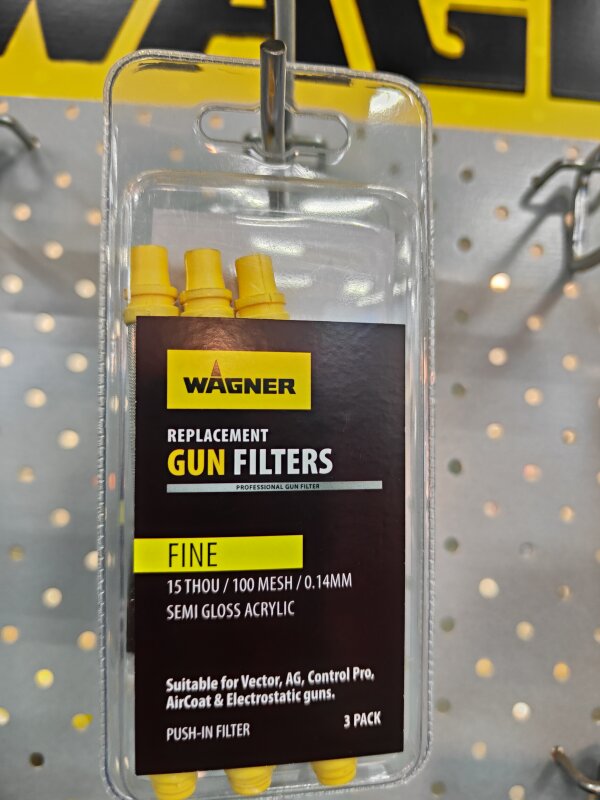 WAG
WAGNER
REPLACEMENT
GUN FILTERS
PROFESSIONAL GUN FILTER
FINE
15 THOU / 100 MESH / 0.14MM
SEMI GLOSS ACRYLIC
Suitable for Vector, AG, Control Pro,
AirCoat & Electrostatic guns.
PUSH-IN FILTER
3 PACK